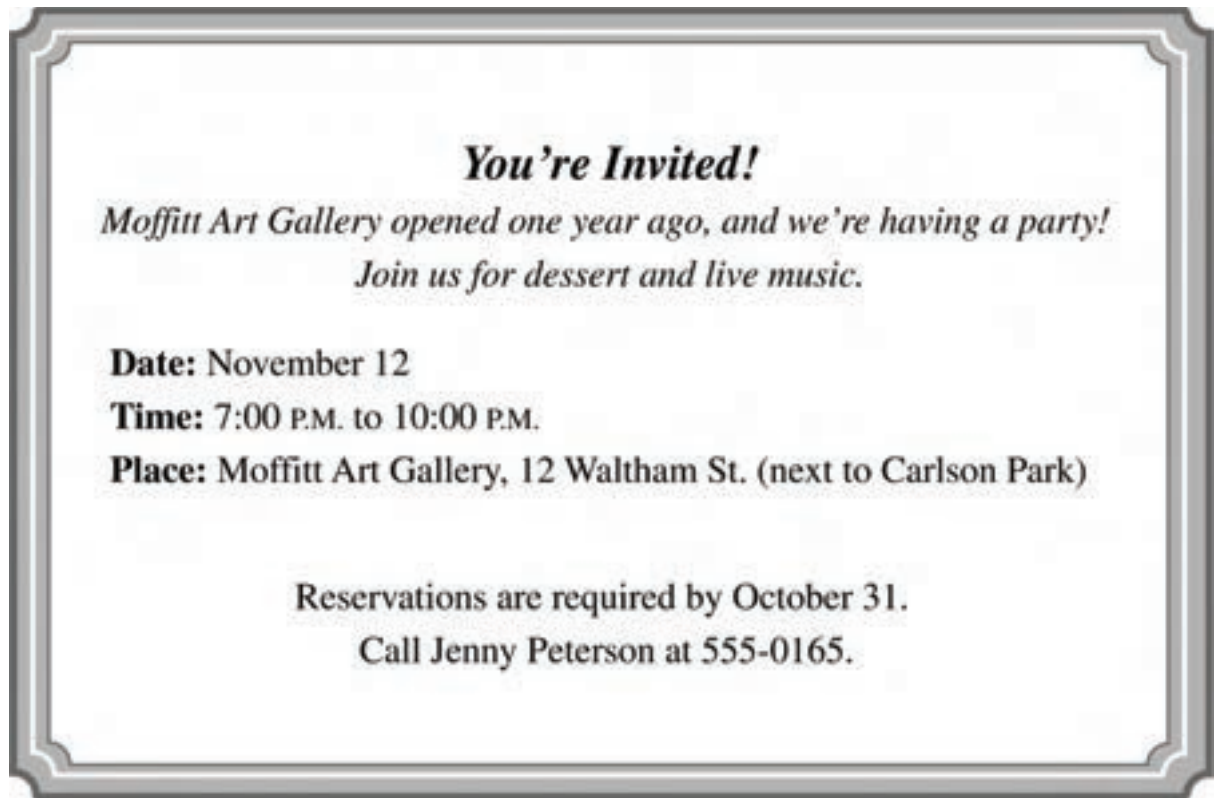 You're Invited!
Moffitt Art Gallery opened one year ago, and we're having a party!
Join us for dessert and live music.
Date: November 12
Time: 7:00 P.M. to 10:00 P.M.
Place: Moffitt Art Gallery, 12 Waltham St. (next to Carlson Park)
Reservations are required by October 31.
Call Jenny Peterson at 555-0165.